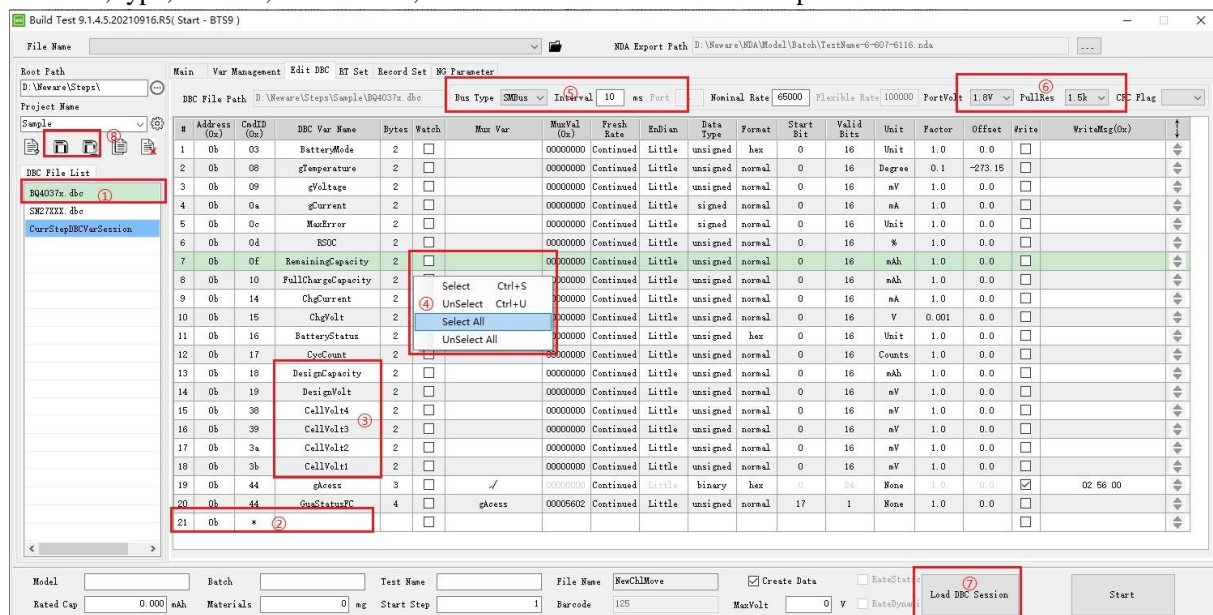 Build Test 9.1.4.5.20210916.R5( Start - BTS9 )
File Name NDA Export Path D:\Neware\NDA\Model\Batch\TestName-6-607-6116.nda ...
Root Path Main Var Management Edit DBC RT Set Record Set NG Parameter
D:\Neware\Steps\
DBC File Path D:\Neware\Steps\Sample\BQ4037x.dbc Bus Type SMBus ⑤ Interval 10 ms Port Nominal Rate 65000 Flexible Rate 100000 PortVolt 1.8V ⑥ PullRes 1.5k CRC Flag
Project Name
Sample
⑧
# Address (0x) CmdID (0x) DBC Var Name Bytes Watch Mux Var MuxVal (0x) Fresh Rate EnDian Data Type Format Start Bit Valid Bits Unit Factor Offset Write WriteMsg(0x)
1 0b 03 BatteryMode 2 00000000 Continued Little unsigned hex 0 16 Unit 1.0 0.0
DBC File List
2 0b 08 gTemperature 2 00000000 Continued Little unsigned normal 0 16 Degree 0.1 -273.15
BQ4037x.dbc ①
3 0b 09 gVoltage 2 00000000 Continued Little unsigned normal 0 16 mV 1.0 0.0
SN27XXX.dbc
4 0b 0a gCurrent 2 00000000 Continued Little signed normal 0 16 mA 1.0 0.0
CurrStepDBCVarSession
5 0b 0c MaxError 2 00000000 Continued Little signed normal 0 16 Unit 1.0 0.0
6 0b 0d RSOC 2 00000000 Continued Little unsigned normal 0 16 % 1.0 0.0
7 0b 0f RemainingCapacity 2 00000000 Continued Little unsigned normal 0 16 mAh 1.0 0.0
8 0b 10 FullChargeCapacity 2 00000000 Continued Little unsigned normal 0 16 mAh 1.0 0.0
Select Ctrl+S
9 0b 14 ChgCurrent 2 00000000 Continued Little unsigned normal 0 16 mA 1.0 0.0
④ UnSelect Ctrl+U
10 0b 15 ChgVolt 2 00000000 Continued Little unsigned normal 0 16 V 0.001 0.0
Select All
11 0b 16 BatteryStatus 2 00000000 Continued Little unsigned hex 0 16 Unit 1.0 0.0
UnSelect All
12 0b 17 CycCount 2 00000000 Continued Little unsigned normal 0 16 Counts 1.0 0.0
13 0b 18 DesignCapacity 2 00000000 Continued Little unsigned normal 0 16 mAh 1.0 0.0
14 0b 19 DesignVolt 2 00000000 Continued Little unsigned normal 0 16 mV 1.0 0.0
15 0b 38 CellVolt4 2 00000000 Continued Little unsigned normal 0 16 mV 1.0 0.0
③
16 0b 39 CellVolt3 2 00000000 Continued Little unsigned normal 0 16 mV 1.0 0.0
17 0b 3a CellVolt2 2 00000000 Continued Little unsigned normal 0 16 mV 1.0 0.0
18 0b 3b CellVolt1 2 00000000 Continued Little unsigned normal 0 16 mV 1.0 0.0
19 0b 44 gAcess 3 ./ 00000000 Continued Little binary hex 0 24 None 1.0 0.0 02 56 00
20 0b 44 GuaStatusFC 4 gAcess 00005602 Continued Little unsigned normal 17 1 None 1.0 0.0
21 0b * ②
Model Batch Test Name File Name NewChlMove Create Data ⑦ Load DBC Session Start
Rated Cap 0.000 mAh Materials 0 mg Start Step 1 Barcode 125 MaxVolt 0 V